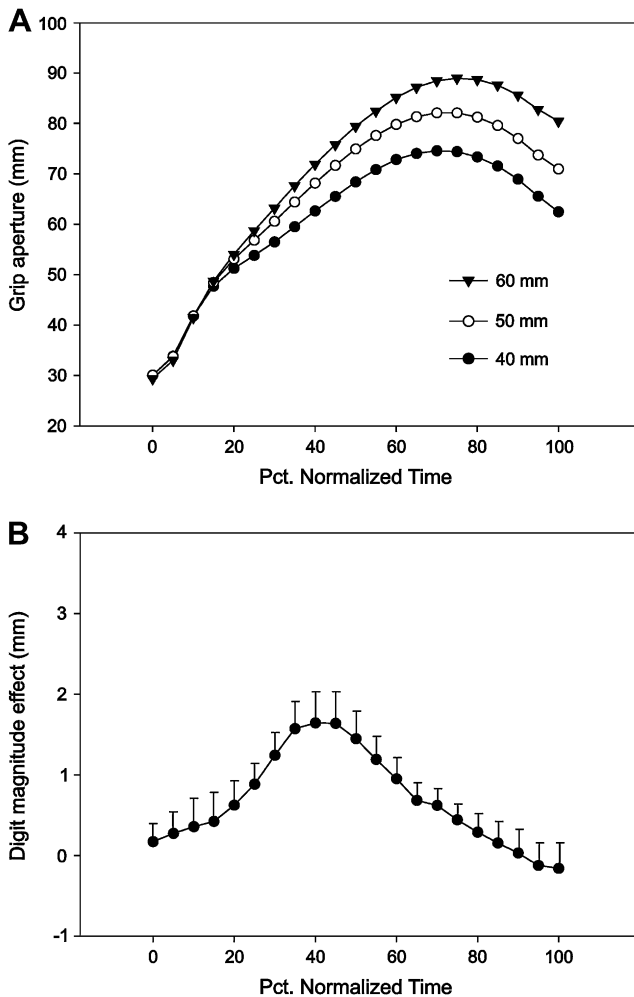 A
100
90
80
70
60
50
40
30
20
Grip aperture (mm)
60 mm
50 mm
40 mm
0 20 40 60 80 100
Pct. Normalized Time
B
4
3
2
1
0
-1
Digit magnitude effect (mm)
0 20 40 60 80 100
Pct. Normalized Time